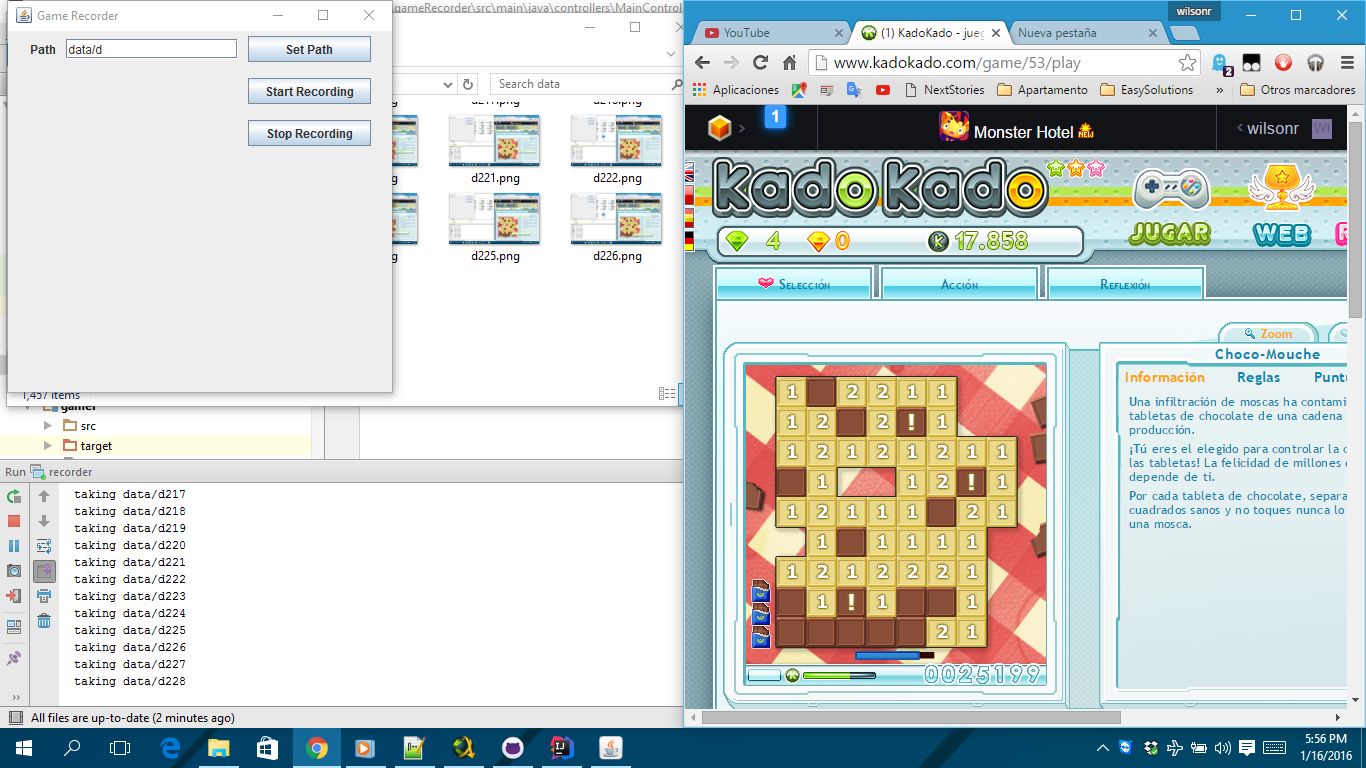 Game Recorder
Path data/d Set Path
Start Recording
Stop Recording
gameRecorder\src\main\java\controllers\MainControl
Search data
d221.png
d222.png
d225.png
d226.png
1,457 items
gamer
src
target
Run recorder
taking data/d217
taking data/d218
taking data/d219
taking data/d220
taking data/d221
taking data/d222
taking data/d223
taking data/d224
taking data/d225
taking data/d226
taking data/d227
taking data/d228
All files are up-to-date (2 minutes ago)
wilsonr
YouTube
(1) KadoKado - jueg
Nueva pestaña
www.kadokado.com/game/53/play
2
Aplicaciones
NextStories
Apartamento
EasySolutions
»
Otros marcadores
1
Monster Hotel NEW
wilsonr WI
kadokado
JUGAR
WEB
4 0 K 17.858
Selección
Acción
Reflexión
Zoom
Choco-Mouche
Información Reglas Puntu
Una infiltración de moscas ha contami
tabletas de chocolate de una cadena
producción.
¡Tú eres el elegido para controlar la c
las tabletas! La felicidad de millones
depende de ti.
Por cada tableta de chocolate, separa
cuadrados sanos y no toques nunca lo
una mosca.
1 2 2 1 1
1 2 2 ! 1
1 2 1 2 1 2 1 1
1 1 2 ! 1
1 2 1 1 1 2 1
1 1 1 1 1
1 2 1 2 2 2 1
1 ! 1 1
2 1
0025199
5:56 PM
1/16/2016